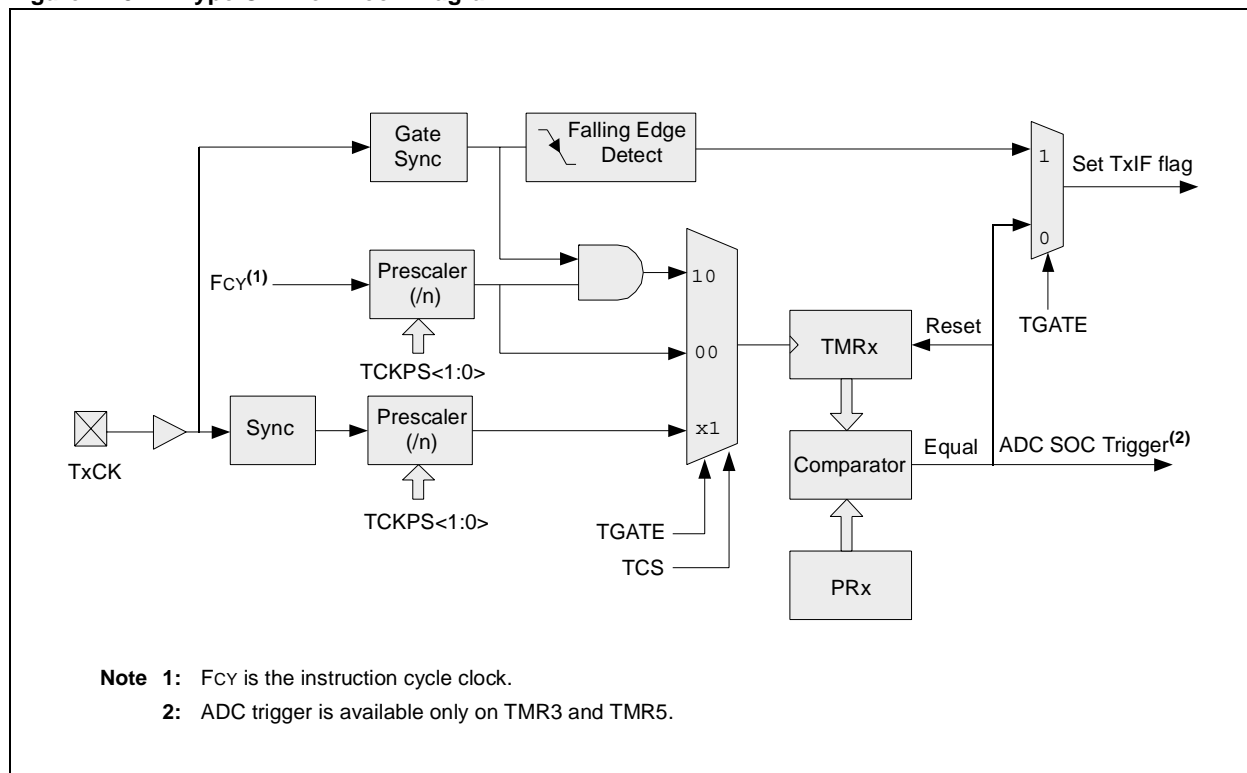 Gate
Sync
Falling Edge
Detect
1
Set TxIF flag
0
TGATE
FCY(1)
Prescaler
(/n)
TCKPS<1:0>
10
00
x1
TMRx
Reset
TxCK
Sync
Prescaler
(/n)
TCKPS<1:0>
Comparator
Equal
ADC SOC Trigger(2)
TGATE
TCS
PRx
Note 1: FCY is the instruction cycle clock.
2: ADC trigger is available only on TMR3 and TMR5.